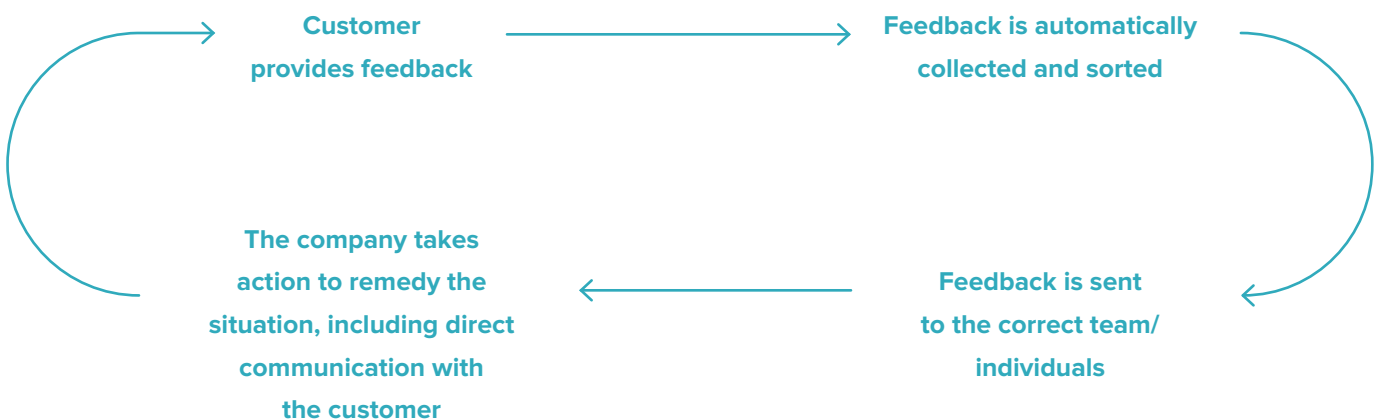 Customer
provides feedback
Feedback is automatically
collected and sorted
Feedback is sent
to the correct team/
individuals
The company takes
action to remedy the
situation, including direct
communication with
the customer